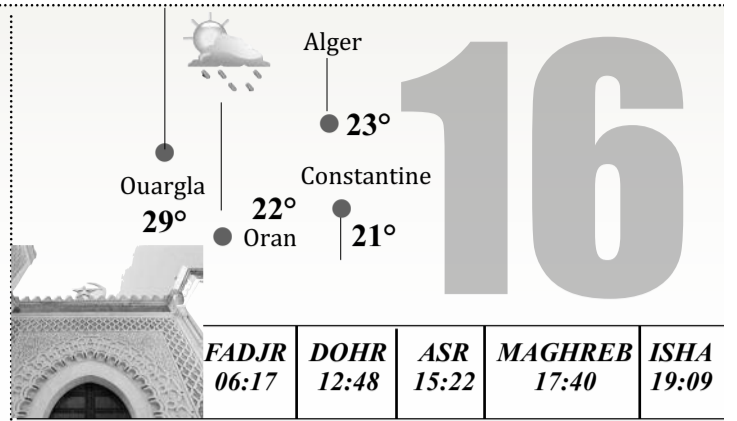 Alger
23°
16
Ouargla
29°
Constantine
21°
22°
Oran
FADJR DOHR ASR MAGHREB ISHA
06:17 12:48 15:22 17:40 19:09